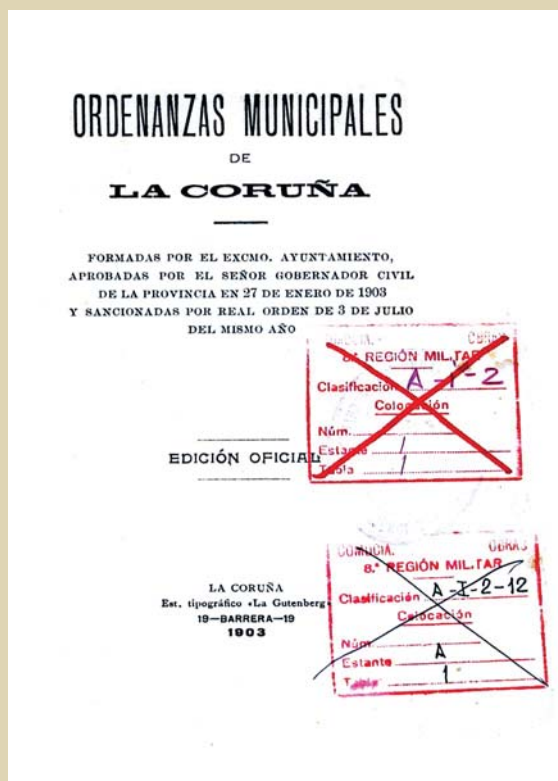 ORDENANZAS MUNICIPALES
DE
LA CORUÑA
FORMADAS POR EL EXCMO. AYUNTAMIENTO,
APROBADAS POR EL SEÑOR GOBERNADOR CIVIL
DE LA PROVINCIA EN 27 DE ENERO DE 1903
Y SANCIONADAS POR REAL ORDEN DE 3 DE JULIO
DEL MISMO AÑO
OBRAS
8.ª REGIÓN MILITAR
Clasificación A-1-2
Colocación
Núm.
Estante 1
Tabla 1
EDICIÓN OFICIAL
COMDCIA. OBRAS
8.ª REGIÓN MILITAR
Clasificación A-I-2-12
Colocación
Núm.
Estante A
Tabla 1
LA CORUÑA
Est. tipográfico «La Gutenberg»
19—BARRERA—19
1903